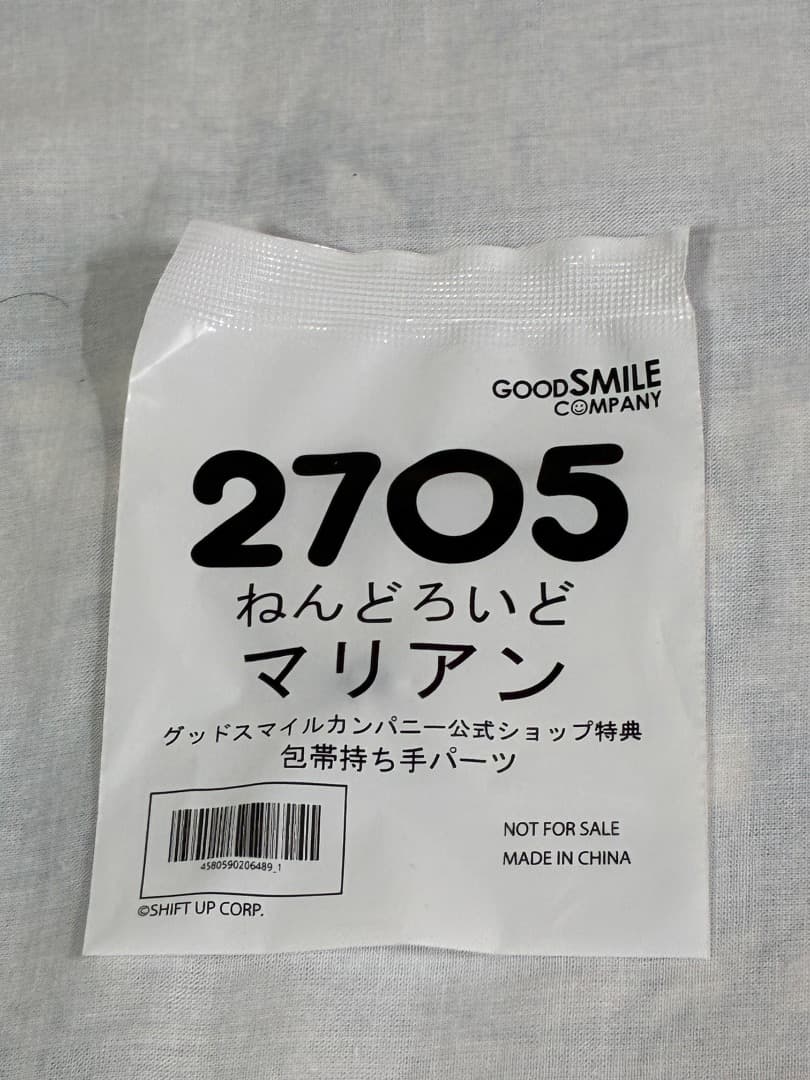 GOODSMILE
COMPANY
2705
ねんどろいど
マリアン
グッドスマイルカンパニー公式ショップ特典
包帯持ち手パーツ
4580590206489_1
NOT FOR SALE
MADE IN CHINA
©SHIFT UP CORP.